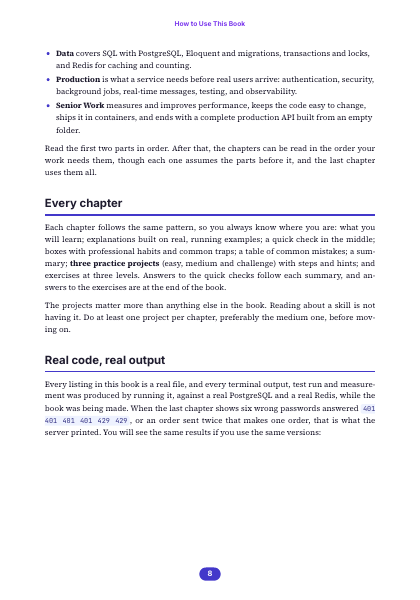 How to Use This Book
• Data covers SQL with PostgreSQL, Eloquent and migrations, transactions and locks,
and Redis for caching and counting.
• Production is what a service needs before real users arrive: authentication, security,
background jobs, real-time messages, testing, and observability.
• Senior Work measures and improves performance, keeps the code easy to change,
ships it in containers, and ends with a complete production API built from an empty
folder.
Read the first two parts in order. After that, the chapters can be read in the order your
work needs them, though each one assumes the parts before it, and the last chapter
uses them all.
Every chapter
Each chapter follows the same pattern, so you always know where you are: what you
will learn; explanations built on real, running examples; a quick check in the middle;
boxes with professional habits and common traps; a table of common mistakes; a sum-
mary; three practice projects (easy, medium and challenge) with steps and hints; and
exercises at three levels. Answers to the quick checks follow each summary, and an-
swers to the exercises are at the end of the book.
The projects matter more than anything else in the book. Reading about a skill is not
having it. Do at least one project per chapter, preferably the medium one, before mov-
ing on.
Real code, real output
Every listing in this book is a real file, and every terminal output, test run and measure-
ment was produced by running it, against a real PostgreSQL and a real Redis, while the
book was being made. When the last chapter shows six wrong passwords answered 401
401 401 401 429 429, or an order sent twice that makes one order, that is what the
server printed. You will see the same results if you use the same versions:
8